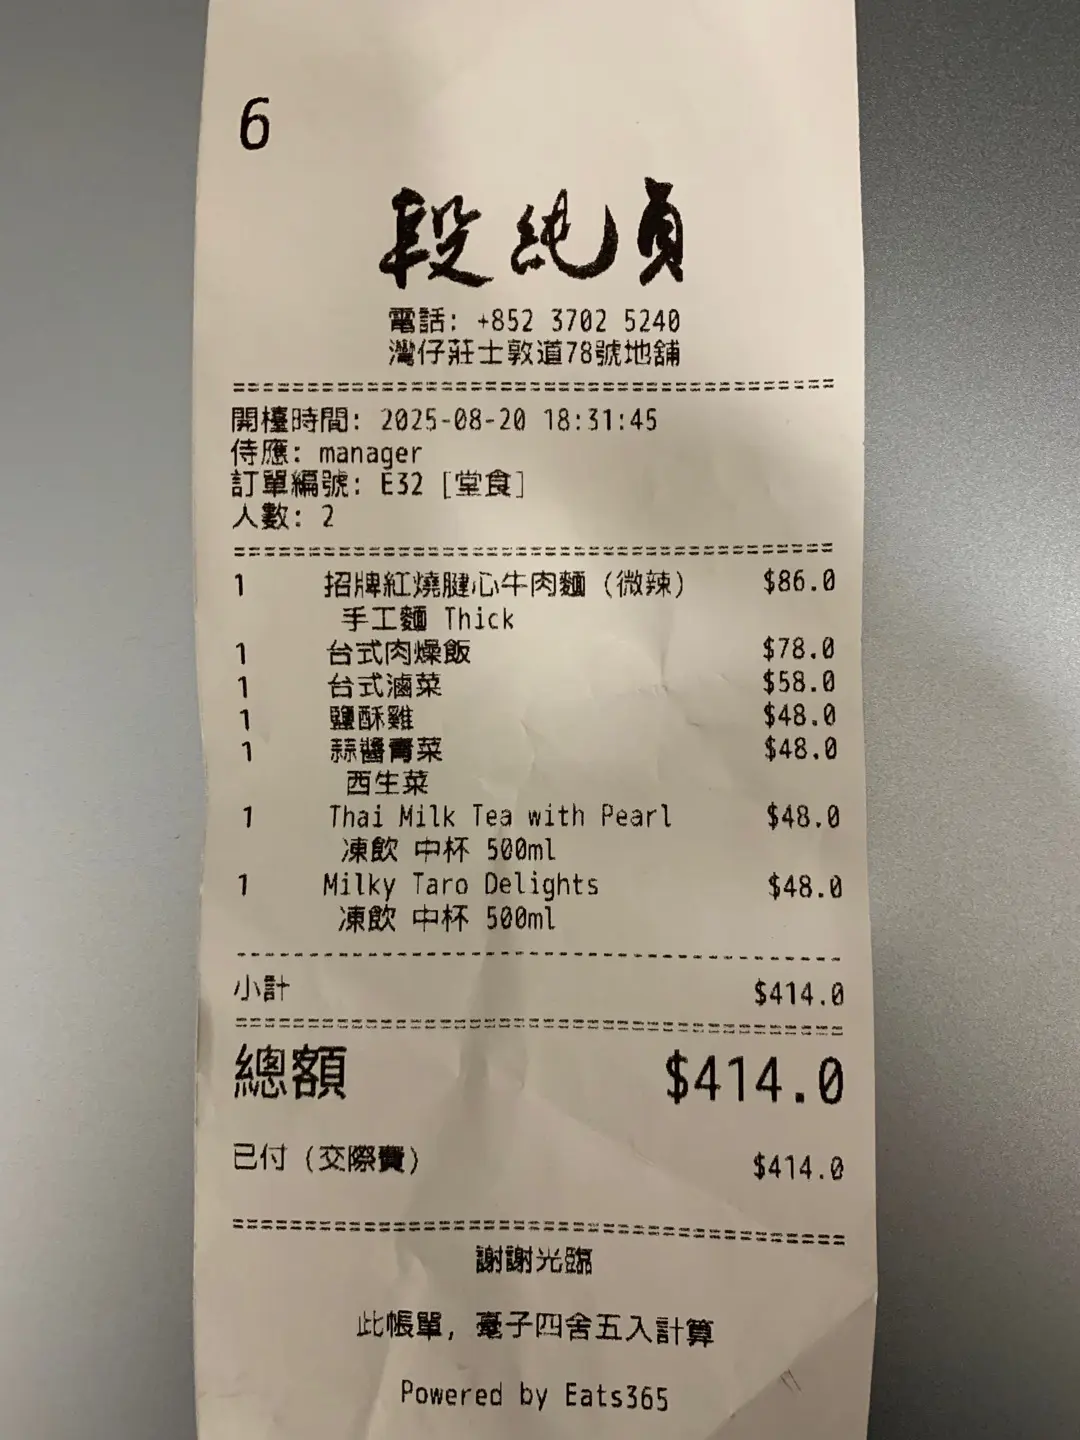 6
段純貞
電話: +852 3702 5240
灣仔莊士敦道78號地舖
開檯時間: 2025-08-20 18:31:45
侍應: manager
訂單編號: E32 [堂食]
人數: 2
1 招牌紅燒腱心牛肉麵 (微辣) $86.0
手工麵 Thick
1 台式肉燥飯 $78.0
1 台式滷菜 $58.0
1 鹽酥雞 $48.0
1 蒜醬青菜 $48.0
西生菜
1 Thai Milk Tea with Pearl $48.0
凍飲 中杯 500ml
1 Milky Taro Delights $48.0
凍飲 中杯 500ml
小計 $414.0
總額 $414.0
已付 (交際費) $414.0
謝謝光臨
此帳單, 毫子四舍五入計算
Powered by Eats365